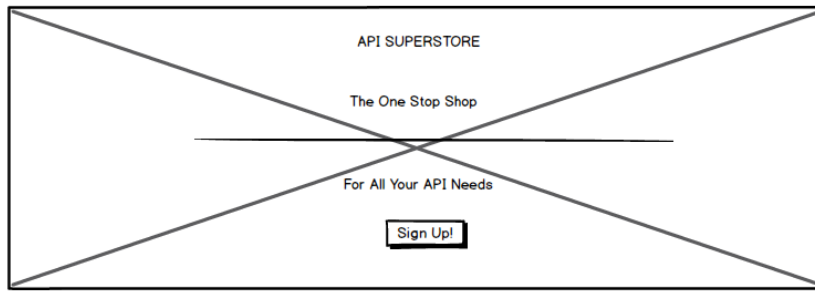 API SUPERSTORE
The One Stop Shop
For All Your API Needs
Sign Up!